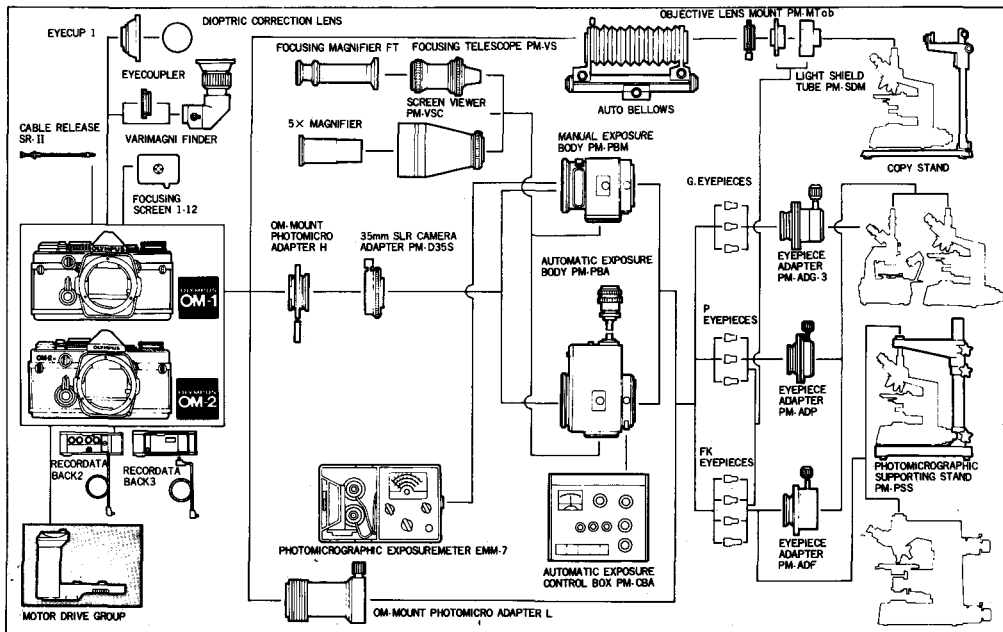 DIOPTRIC CORRECTION LENS
EYECUP 1
EYECOUPLER
VARIMAGNI FINDER
CABLE RELEASE
SR-II
FOCUSING
SCREEN 1-12
FOCUSING MAGNIFIER FT
FOCUSING TELESCOPE PM-VS
SCREEN VIEWER
PM-VSC
5× MAGNIFIER
AUTO BELLOWS
OBJECTIVE LENS MOUNT PM-MTob
LIGHT SHIELD
TUBE PM-SDM
COPY STAND
MANUAL EXPOSURE
BODY PM-PBM
G.EYEPIECES
OM-MOUNT
PHOTOMICRO
ADAPTER H
35mm SLR CAMERA
ADAPTER PM-D35S
AUTOMATIC EXPOSURE
BODY PM-PBA
EYEPIECE
ADAPTER
PM-ADG-3
OLYMPUS
OM-1
P
EYEPIECES
OM-2
OLYMPUS
OM-2
EYEPIECE
ADAPTER
PM-ADP
RECORDATA
BACK2
RECORDATA
BACK3
FK
EYEPIECES
PHOTOMICROGRAPHIC
SUPPORTING STAND
PM-PSS
PHOTOMICROGRAPHIC EXPOSUREMETER EMM-7
EYEPIECE
ADAPTER
PM-ADF
AUTOMATIC EXPOSURE
CONTROL BOX PM-CBA
MOTOR DRIVE GROUP
OM-MOUNT PHOTOMICRO ADAPTER L